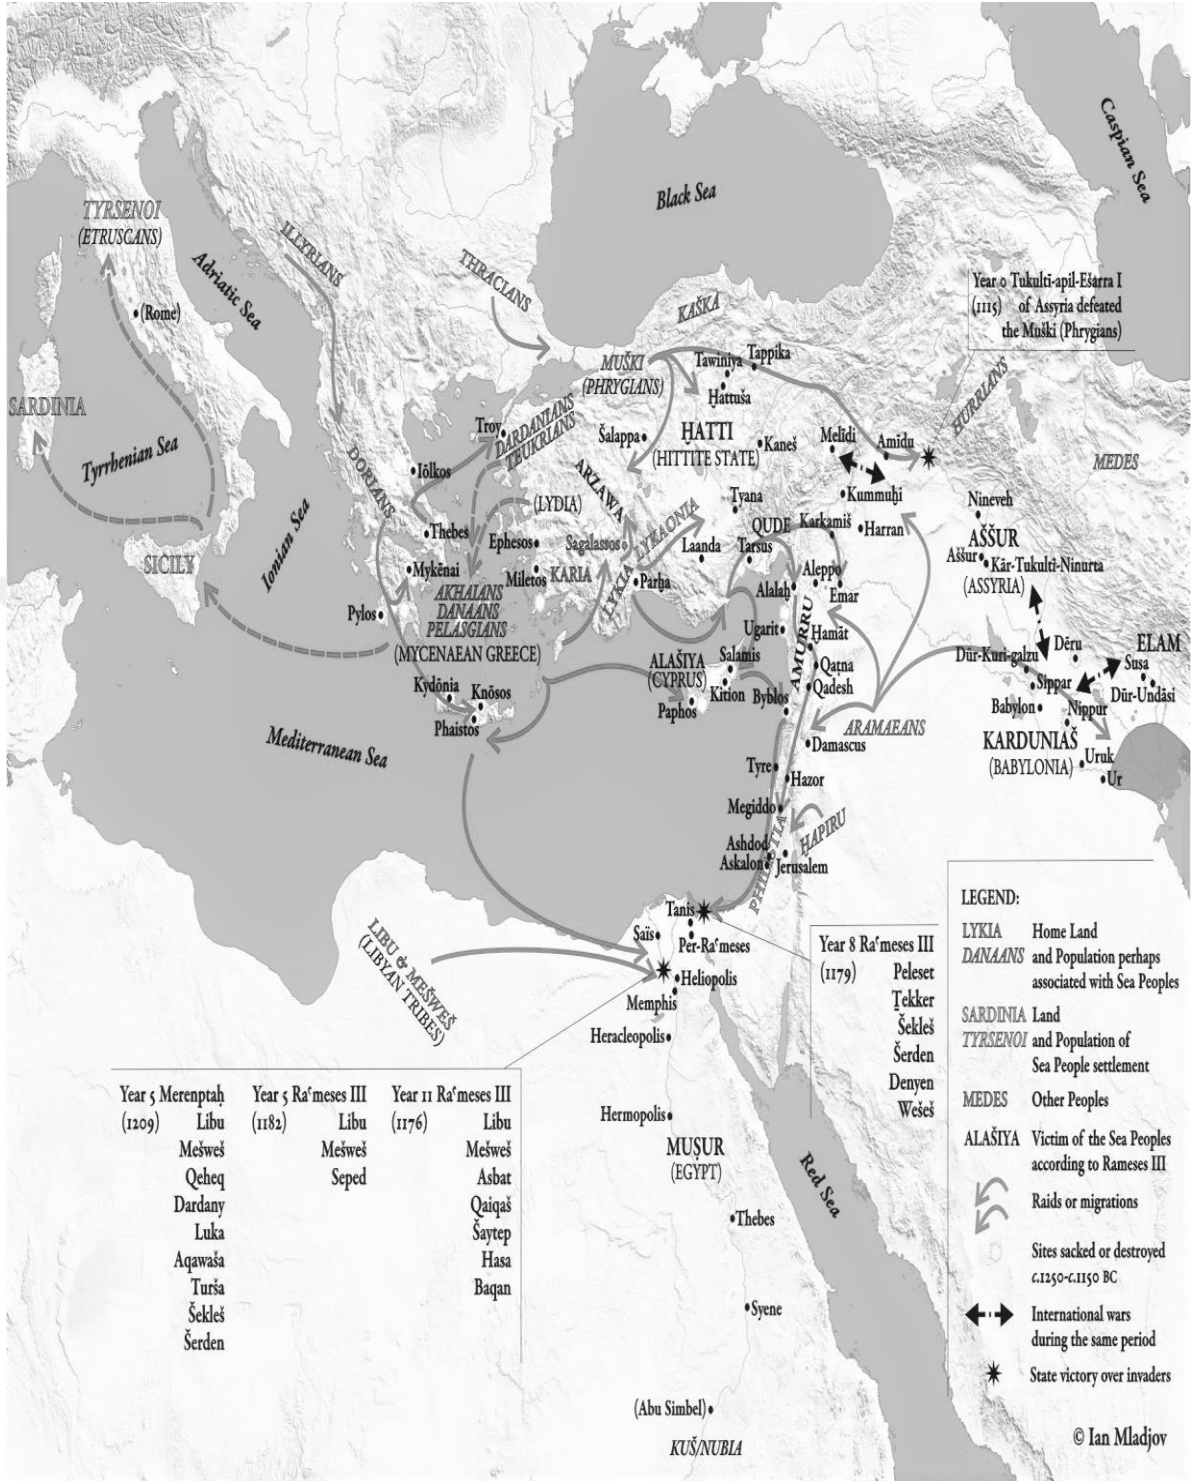 Caspian Sea
Black Sea
TYRSENOI
(ETRUSCANS)
Adriatic Sea
ILLYRIANS
THRACIANS
(Rome)
KAŠKA
Year 0 Tukultī-apil-Ešarra I
(1115) of Assyria defeated
the Muški (Phrygians)
MUŠKI
(PHRYGIANS)
Tawiniya
Tappika
Ḫattuša
HURRIANS
SARDINIA
Tyrrhenian Sea
Troy
DARDANIANS
TEUKRIANS
Šalappa
ḪATTI
(HITTITE STATE)
Kaneš
Melīdi
Amīdu
MEDES
DORIANS
Iōlkos
ARZAWA
Kummuḫi
(LYDIA)
Tyana
Nineveh
Ionian Sea
Thebes
Ephesos
Sagalassos
LYKAONIA
QUDE
Karkamiš
Harran
AŠŠUR
SICILY
Mykēnai
Miletos
KARIA
LYKIA
Parḫa
Laanda
Tarsus
Aleppo
Alalaḫ
Emar
Aššur
Kār-Tukultī-Ninurta
(ASSYRIA)
Pylos
AKHAIANS
DANAANS
PELASGIANS
(MYCENAEAN GREECE)
Ugarit
AMURRU
Ḫamāt
ALAŠIYA
(CYPRUS)
Salamis
Kition
Paphos
Qaṭna
Qadesh
Byblos
Dēru
ELAM
Dūr-Kuri-galzu
Susa
Sippar
Dūr-Undāsi
Babylon
Nippur
Kydōnia
Knōsos
Phaistos
Mediterranean Sea
ARAMAEANS
Damascus
KARDUNIAŠ
(BABYLONIA)
Uruk
Ur
Tyre
Hazor
Megiddo
ḪAPIRU
Ashdod
Askalon
PHILISTIA
Jerusalem
LIBU & MEŠWEŠ
(LIBYAN TRIBES)
Tanis
Saïs
Per-Raʿmeses
Heliopolis
Memphis
Heracleopolis
Year 8 Raʿmeses III
(1179) Peleset
Ṯekker
Šekleš
Šerden
Denyen
Wešeš
Year 5 Merenptaḥ
(1209) Libu
Mešweš
Qeheq
Dardany
Luka
Aqawaša
Turša
Šekleš
Šerden
Year 5 Raʿmeses III
(1182) Libu
Mešweš
Seped
Year 11 Raʿmeses III
(1176) Libu
Mešweš
Asbat
Qaiqaš
Šaytep
Hasa
Baqan
Hermopolis
MUṢUR
(EGYPT)
Red Sea
Thebes
Syene
(Abu Simbel)
KUŠ/NUBIA
LEGEND:
LYKIA Home Land
DANAANS and Population perhaps
associated with Sea Peoples
SARDINIA Land
TYRSENOI and Population of
Sea People settlement
MEDES Other Peoples
ALAŠIYA Victim of the Sea Peoples
according to Rameses III
Raids or migrations
Sites sacked or destroyed
c.1250-c.1150 BC
International wars
during the same period
State victory over invaders
© Ian Mladjov